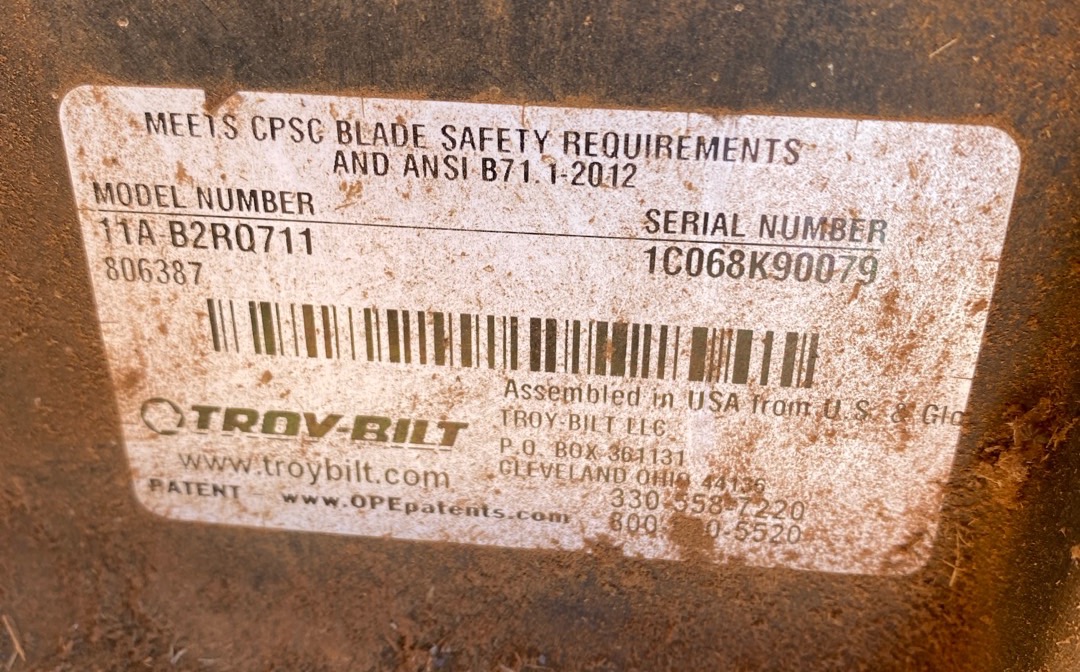 MEETS CPSC BLADE SAFETY REQUIREMENTS
AND ANSI B71.1-2012
MODEL NUMBER
SERIAL NUMBER
11A-B2RQ711
1C068K90079
806387
Assembled in USA from U.S. &
TROY-BILT
TROY-BILT LLC
P.O. BOX 361131
www.troybilt.com
CLEVELAND OHIO 44136
PATENT www.OPEpatents.com
330-558-7220